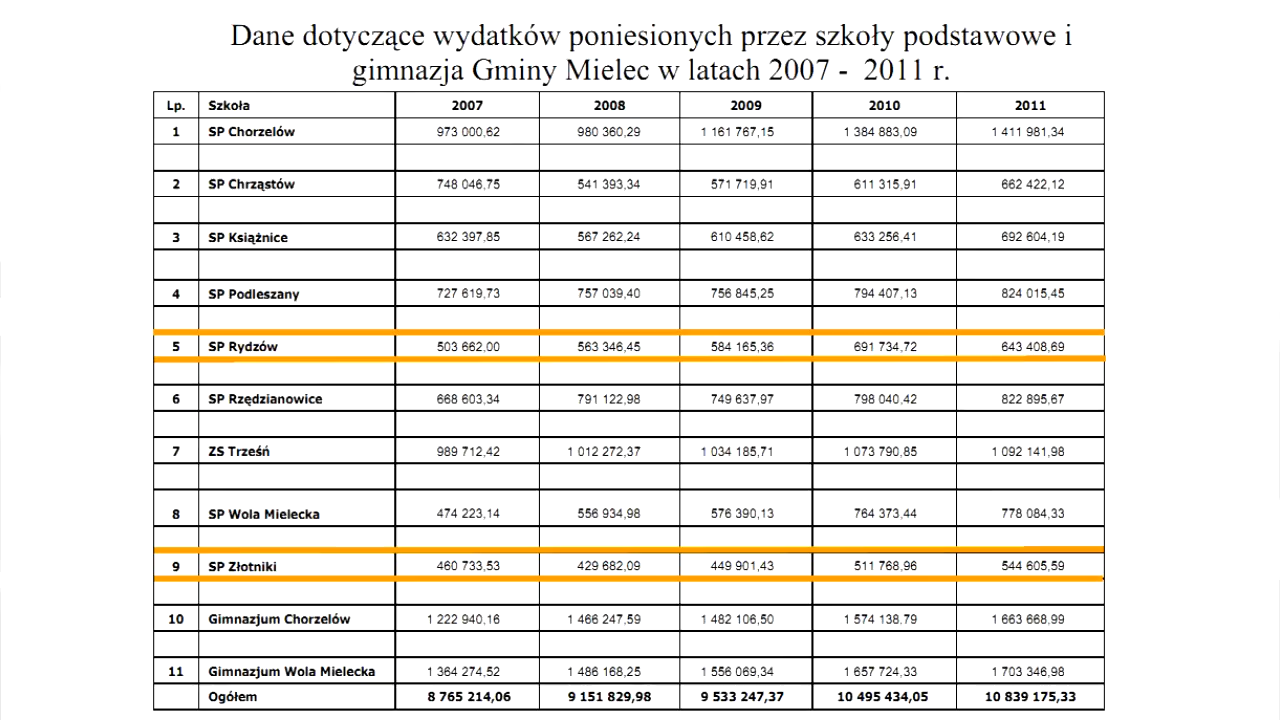 Dane dotyczące wydatków poniesionych przez szkoły podstawowe i
gimnazja Gminy Mielec w latach 2007 - 2011 r.
Lp. Szkoła 2007 2008 2009 2010 2011
1 SP Chorzelów 973 000,62 980 360,29 1 161 767,15 1 384 883,09 1 411 981,34
2 SP Chrząstów 748 046,75 541 393,34 571 719,91 611 315,91 662 422,12
3 SP Książnice 632 397,85 567 262,24 610 458,62 633 256,41 692 604,19
4 SP Podleszany 727 619,73 757 039,40 756 845,25 794 407,13 824 015,45
5 SP Rydzów 503 662,00 563 346,45 584 165,36 691 734,72 643 408,69
6 SP Rzędzianowice 668 603,34 791 122,98 749 637,97 798 040,42 822 895,67
7 ZS Trześń 989 712,42 1 012 272,37 1 034 185,71 1 073 790,85 1 092 141,98
8 SP Wola Mielecka 474 223,14 556 934,98 576 390,13 764 373,44 778 084,33
9 SP Złotniki 460 733,53 429 682,09 449 901,43 511 768,96 544 605,59
10 Gimnazjum Chorzelów 1 222 940,16 1 466 247,59 1 482 106,50 1 574 138,79 1 663 668,99
11 Gimnazjum Wola Mielecka 1 364 274,52 1 486 168,25 1 556 069,34 1 657 724,33 1 703 346,98
Ogółem 8 765 214,06 9 151 829,98 9 533 247,37 10 495 434,05 10 839 175,33